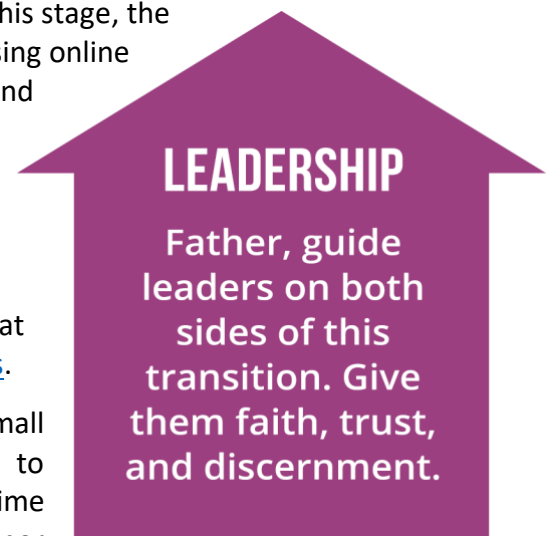 his stage, the
sing online
nd
LEADERSHIP
Father, guide
leaders on both
sides of this
transition. Give
them faith, trust,
and discernment.
at
s.
mall
to
ime